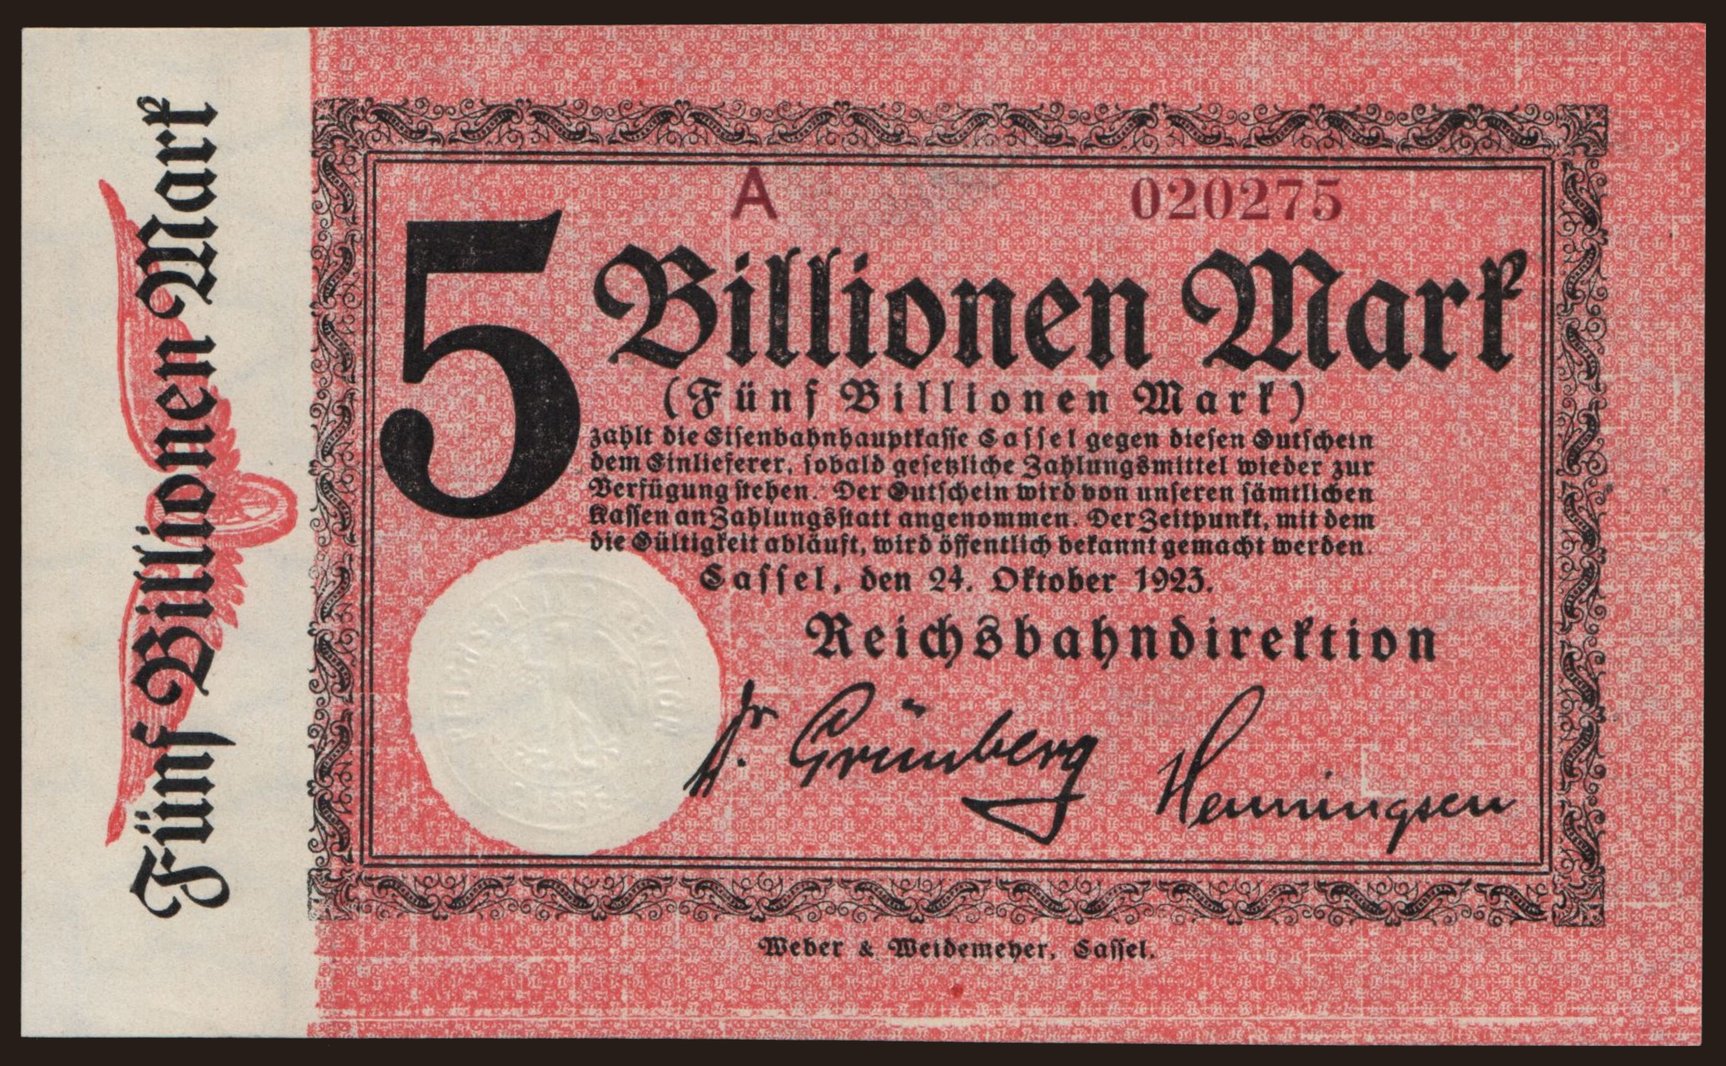 Fünf Billionen Mark
A 020275
5 Billionen Mark
(Fünf Billionen Mark)
zahlt die Eisenbahnhauptkasse Cassel gegen diesen Gutschein
dem Einlieferer, sobald gesetzliche Zahlungsmittel wieder zur
Verfügung stehen. Der Gutschein wird von unseren sämtlichen
Kassen an Zahlungsstatt angenommen. Der Zeitpunkt, mit dem
die Gültigkeit abläuft, wird öffentlich bekannt gemacht werden.
Cassel, den 24. Oktober 1923.
Reichsbahndirektion
Dr. Grünberg Henningsen
Weber & Weidemeyer, Cassel.